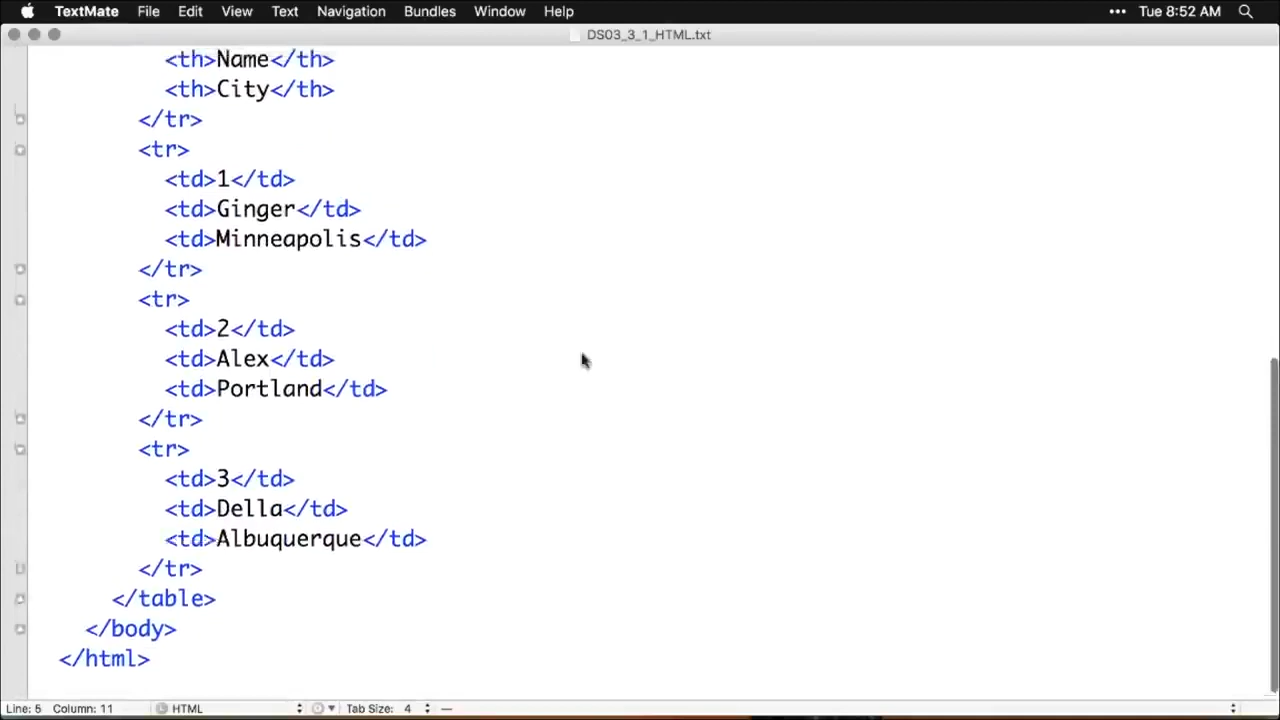 TextMate File Edit View Text Navigation Bundles Window Help ••• Tue 8:52 AM
DS03_3_1_HTML.txt
<th>Name</th>
<th>City</th>
</tr>
<tr>
<td>1</td>
<td>Ginger</td>
<td>Minneapolis</td>
</tr>
<tr>
<td>2</td>
<td>Alex</td>
<td>Portland</td>
</tr>
<tr>
<td>3</td>
<td>Della</td>
<td>Albuquerque</td>
</tr>
</table>
</body>
</html>
Line: 5 Column: 11 HTML Tab Size: 4 —